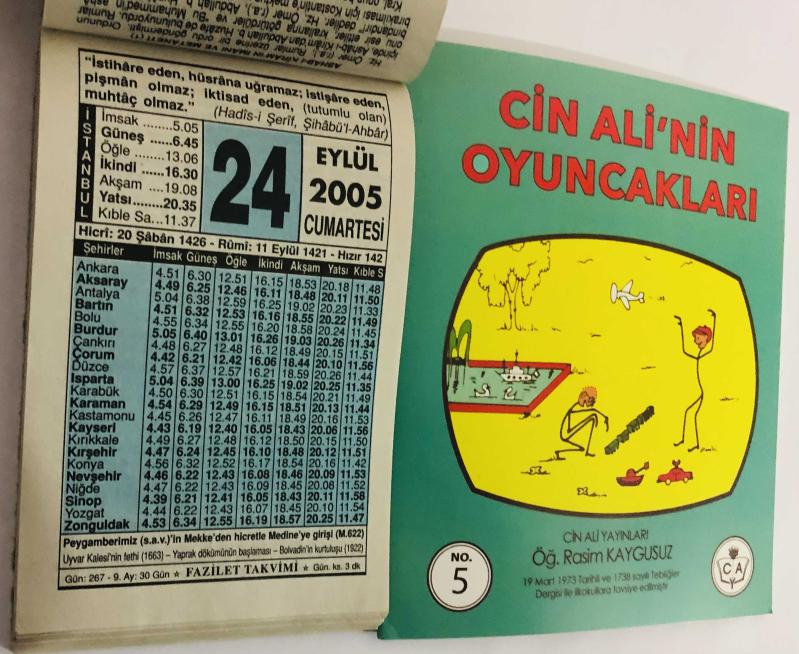 "İstihâre eden, hüsrâna uğramaz; istişâre eden,
pişmân olmaz; iktisad eden, (tutumlu olan)
muhtâç olmaz." (Hadîs-i Şerîf, Şihâbü'l-Ahbâr)
İSTANBUL
İmsak ........5.05
Güneş ......6.45
Öğle .......13.06
İkindi ......16.30
Akşam ....19.08
Yatsı.......20.35
Kıble Sa...11.37
24
EYLÜL
2005
CUMARTESİ
Hicrî: 20 Şâbân 1426 - Rûmî: 11 Eylül 1421 - Hızır 142
Şehirler İmsak Güneş Öğle İkindi Akşam Yatsı Kıble S
Ankara 4.51 6.30 12.51 16.15 18.53 20.18 11.48
Aksaray 4.49 6.25 12.46 16.11 18.48 20.11 11.50
Antalya 5.04 6.38 12.59 16.25 19.02 20.23 11.33
Bartın 4.51 6.32 12.53 16.16 18.55 20.22 11.49
Bolu 4.55 6.34 12.55 16.20 18.58 20.24 11.45
Burdur 5.05 6.40 13.01 16.26 19.03 20.26 11.34
Çankırı 4.48 6.27 12.48 16.12 18.49 20.15 11.51
Çorum 4.42 6.21 12.42 16.06 18.44 20.10 11.56
Düzce 4.57 6.37 12.57 16.21 18.59 20.26 11.44
Isparta 5.04 6.39 13.00 16.25 19.02 20.25 11.35
Karabük 4.50 6.30 12.51 16.15 18.54 20.21 11.49
Karaman 4.54 6.29 12.49 16.15 18.51 20.13 11.44
Kastamonu 4.45 6.26 12.47 16.11 18.49 20.16 11.53
Kayseri 4.43 6.19 12.40 16.05 18.43 20.06 11.56
Kırıkkale 4.49 6.27 12.48 16.12 18.50 20.15 11.50
Kırşehir 4.47 6.24 12.45 16.10 18.48 20.12 11.51
Konya 4.56 6.32 12.52 16.17 18.54 20.16 11.42
Nevşehir 4.46 6.22 12.43 16.08 18.46 20.09 11.53
Niğde 4.47 6.22 12.43 16.09 18.45 20.08 11.52
Sinop 4.39 6.21 12.41 16.05 18.43 20.11 11.58
Yozgat 4.44 6.22 12.43 16.07 18.45 20.10 11.54
Zonguldak 4.53 6.34 12.55 16.19 18.57 20.25 11.47
Peygamberimiz (s.a.v.)'in Mekke'den hicretle Medine'ye girişi (M.622)
Uyvar Kalesi'nin fethi (1663) – Yaprak dökümünün başlaması – Bolvadin'in kurtuluşu (1922)
Gün: 267 - 9. Ay: 30 Gün ★ FAZİLET TAKVİMİ ★ Gün. ks. 3 dk
CİN ALİ'NİN
OYUNCAKLARI
CİN ALİ YAYINLARI
Öğ. Rasim KAYGUSUZ
19 Mart 1973 Tarihli ve 1738 sayılı Tebliğler
Dergisi ile ilkokullara tavsiye edilmiştir
NO.
5
C A